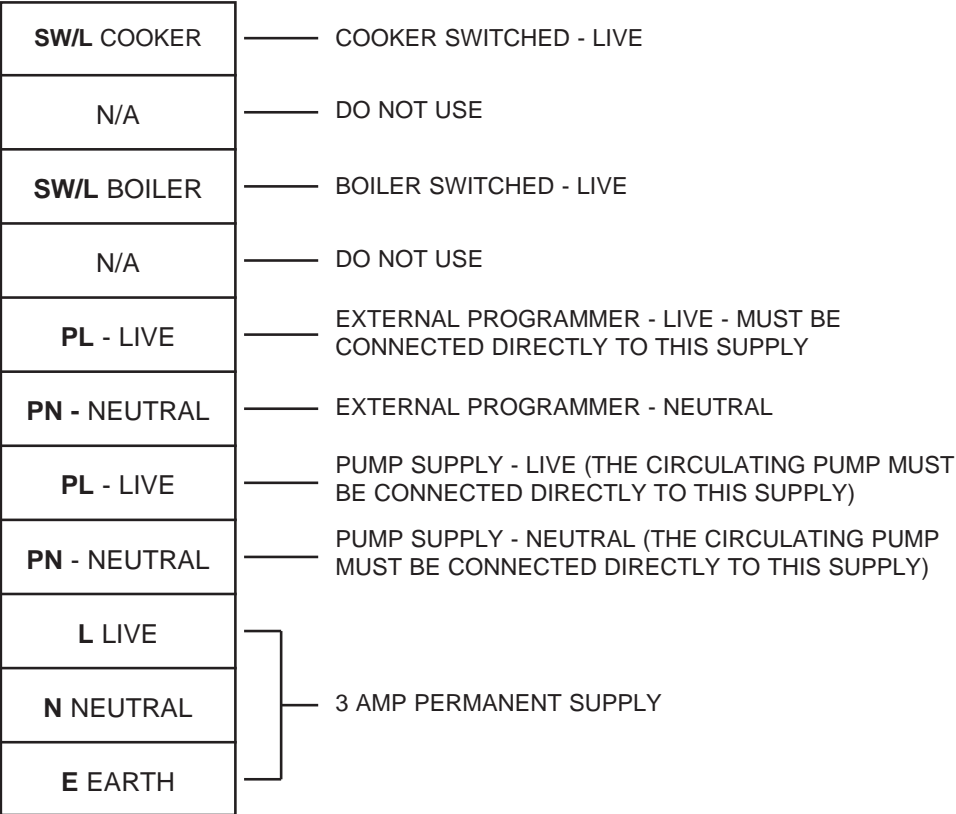 SW/L COOKER
COOKER SWITCHED - LIVE
N/A
DO NOT USE
SW/L BOILER
BOILER SWITCHED - LIVE
N/A
DO NOT USE
PL - LIVE
EXTERNAL PROGRAMMER - LIVE - MUST BE
CONNECTED DIRECTLY TO THIS SUPPLY
PN - NEUTRAL
EXTERNAL PROGRAMMER - NEUTRAL
PL - LIVE
PUMP SUPPLY - LIVE (THE CIRCULATING PUMP MUST
BE CONNECTED DIRECTLY TO THIS SUPPLY)
PN - NEUTRAL
PUMP SUPPLY - NEUTRAL (THE CIRCULATING PUMP
MUST BE CONNECTED DIRECTLY TO THIS SUPPLY)
L LIVE
N NEUTRAL
3 AMP PERMANENT SUPPLY
E EARTH